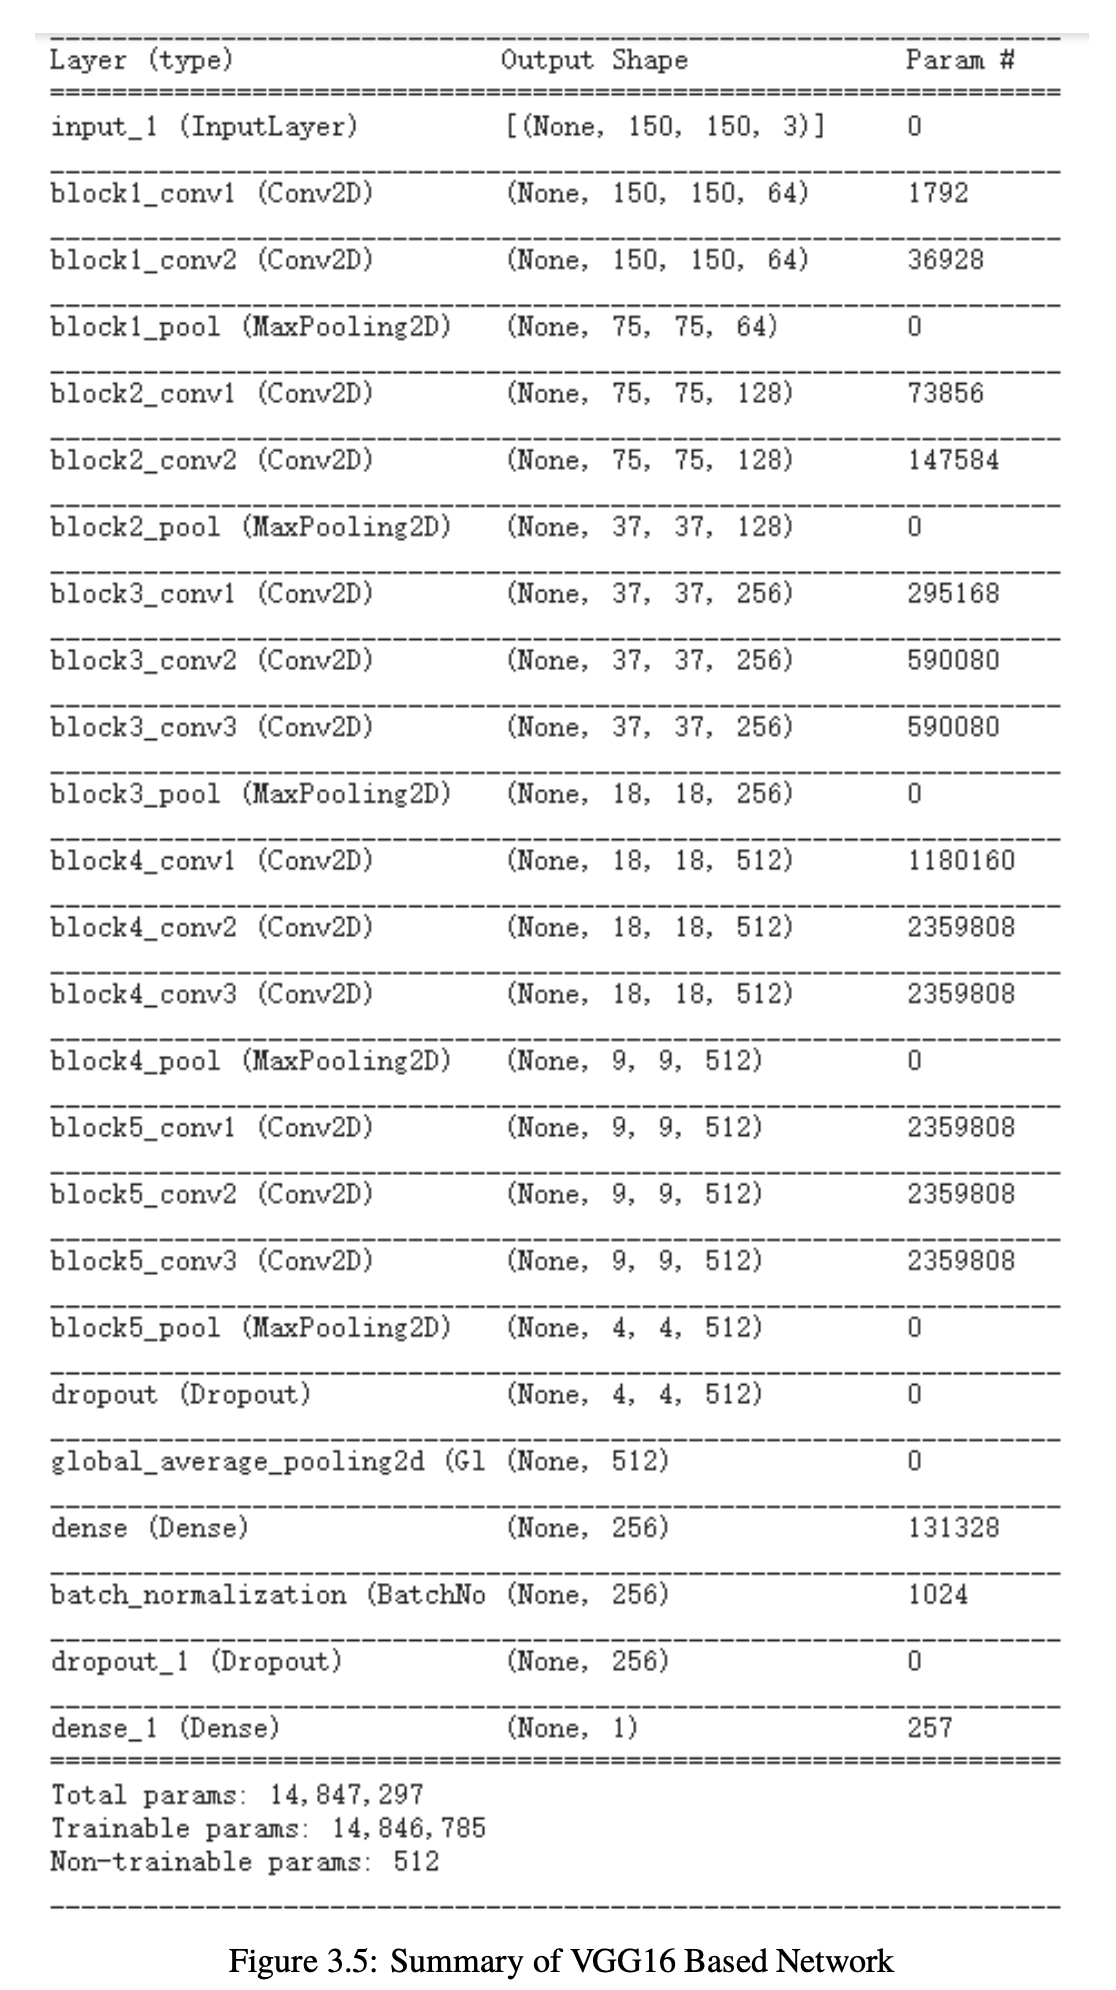 Layer (type) Output Shape Param #
input_1 (InputLayer) [(None, 150, 150, 3)] 0
block1_conv1 (Conv2D) (None, 150, 150, 64) 1792
block1_conv2 (Conv2D) (None, 150, 150, 64) 36928
block1_pool (MaxPooling2D) (None, 75, 75, 64) 0
block2_conv1 (Conv2D) (None, 75, 75, 128) 73856
block2_conv2 (Conv2D) (None, 75, 75, 128) 147584
block2_pool (MaxPooling2D) (None, 37, 37, 128) 0
block3_conv1 (Conv2D) (None, 37, 37, 256) 295168
block3_conv2 (Conv2D) (None, 37, 37, 256) 590080
block3_conv3 (Conv2D) (None, 37, 37, 256) 590080
block3_pool (MaxPooling2D) (None, 18, 18, 256) 0
block4_conv1 (Conv2D) (None, 18, 18, 512) 1180160
block4_conv2 (Conv2D) (None, 18, 18, 512) 2359808
block4_conv3 (Conv2D) (None, 18, 18, 512) 2359808
block4_pool (MaxPooling2D) (None, 9, 9, 512) 0
block5_conv1 (Conv2D) (None, 9, 9, 512) 2359808
block5_conv2 (Conv2D) (None, 9, 9, 512) 2359808
block5_conv3 (Conv2D) (None, 9, 9, 512) 2359808
block5_pool (MaxPooling2D) (None, 4, 4, 512) 0
dropout (Dropout) (None, 4, 4, 512) 0
global_average_pooling2d (Gl (None, 512) 0
dense (Dense) (None, 256) 131328
batch_normalization (BatchNo (None, 256) 1024
dropout_1 (Dropout) (None, 256) 0
dense_1 (Dense) (None, 1) 257
Total params: 14,847,297
Trainable params: 14,846,785
Non-trainable params: 512
Figure 3.5: Summary of VGG16 Based Network